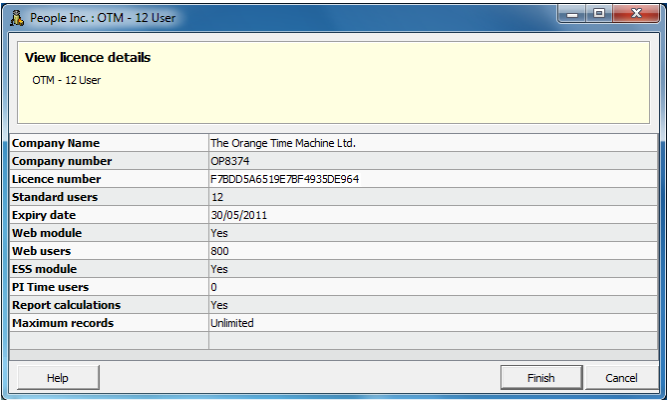 People Inc. : OTM - 12 User
View licence details
OTM - 12 User
Company Name The Orange Time Machine Ltd.
Company number OP8374
Licence number F7BDD5A6519E7BF4935DE964
Standard users 12
Expiry date 30/05/2011
Web module Yes
Web users 800
ESS module Yes
PI Time users 0
Report calculations Yes
Maximum records Unlimited
Help Finish Cancel